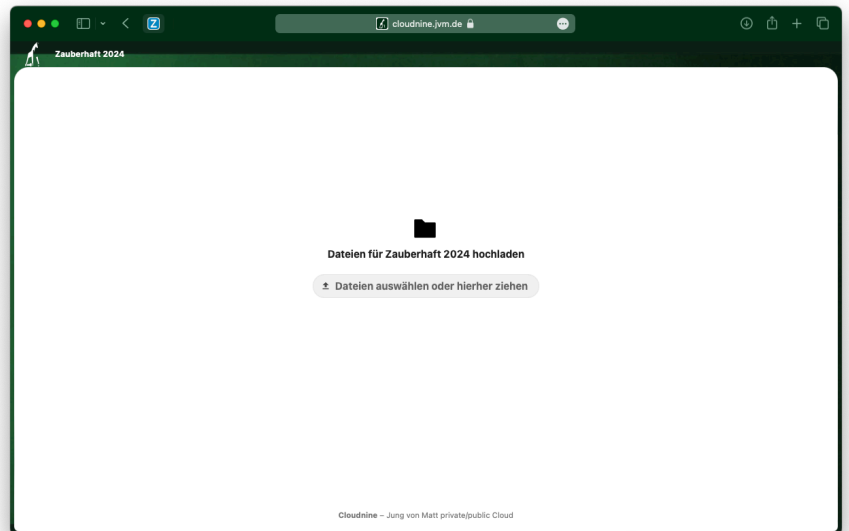 Z
cloudnine.jvm.de
Zauberhaft 2024
Dateien für Zauberhaft 2024 hochladen
Dateien auswählen oder hierher ziehen
Cloudnine – Jung von Matt private/public Cloud